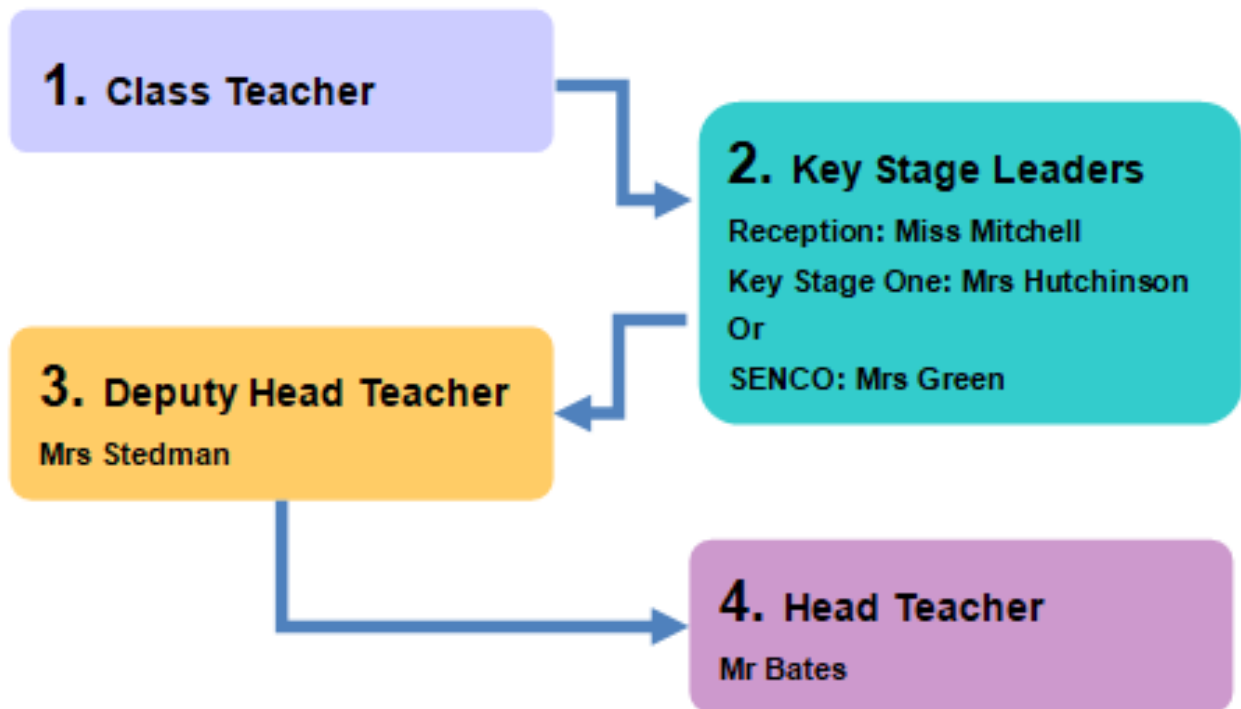 1. Class Teacher
2. Key Stage Leaders
Reception: Miss Mitchell
Key Stage One: Mrs Hutchinson
Or
SENCO: Mrs Green
3. Deputy Head Teacher
Mrs Stedman
4. Head Teacher
Mr Bates